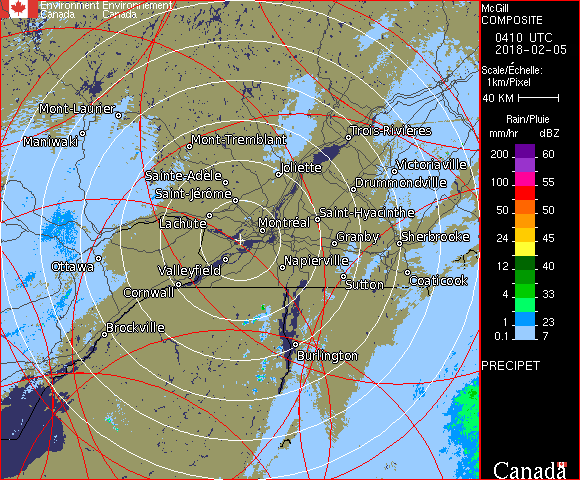 Environment Environnement
Canada Canada
McGill
COMPOSITE
0410 UTC
2018-02-05
Scale/Échelle:
1km/Pixel
40 KM
Rain/Pluie
mm/hr dBZ
200 60
100 55
50 50
24 45
12 40
4 33
1 23
0.1 7
PRECIPET
Canada
Mont-Laurier
Maniwaki
Mont-Tremblant
Trois-Rivières
Sainte-Adèle
Joliette
Victoriaville
Saint-Jérôme
Drummondville
Lachute
Saint-Hyacinthe
Montréal
Granby
Sherbrooke
Ottawa
Valleyfield
Napierville
Sutton
Coaticook
Cornwall
Brockville
Burlington